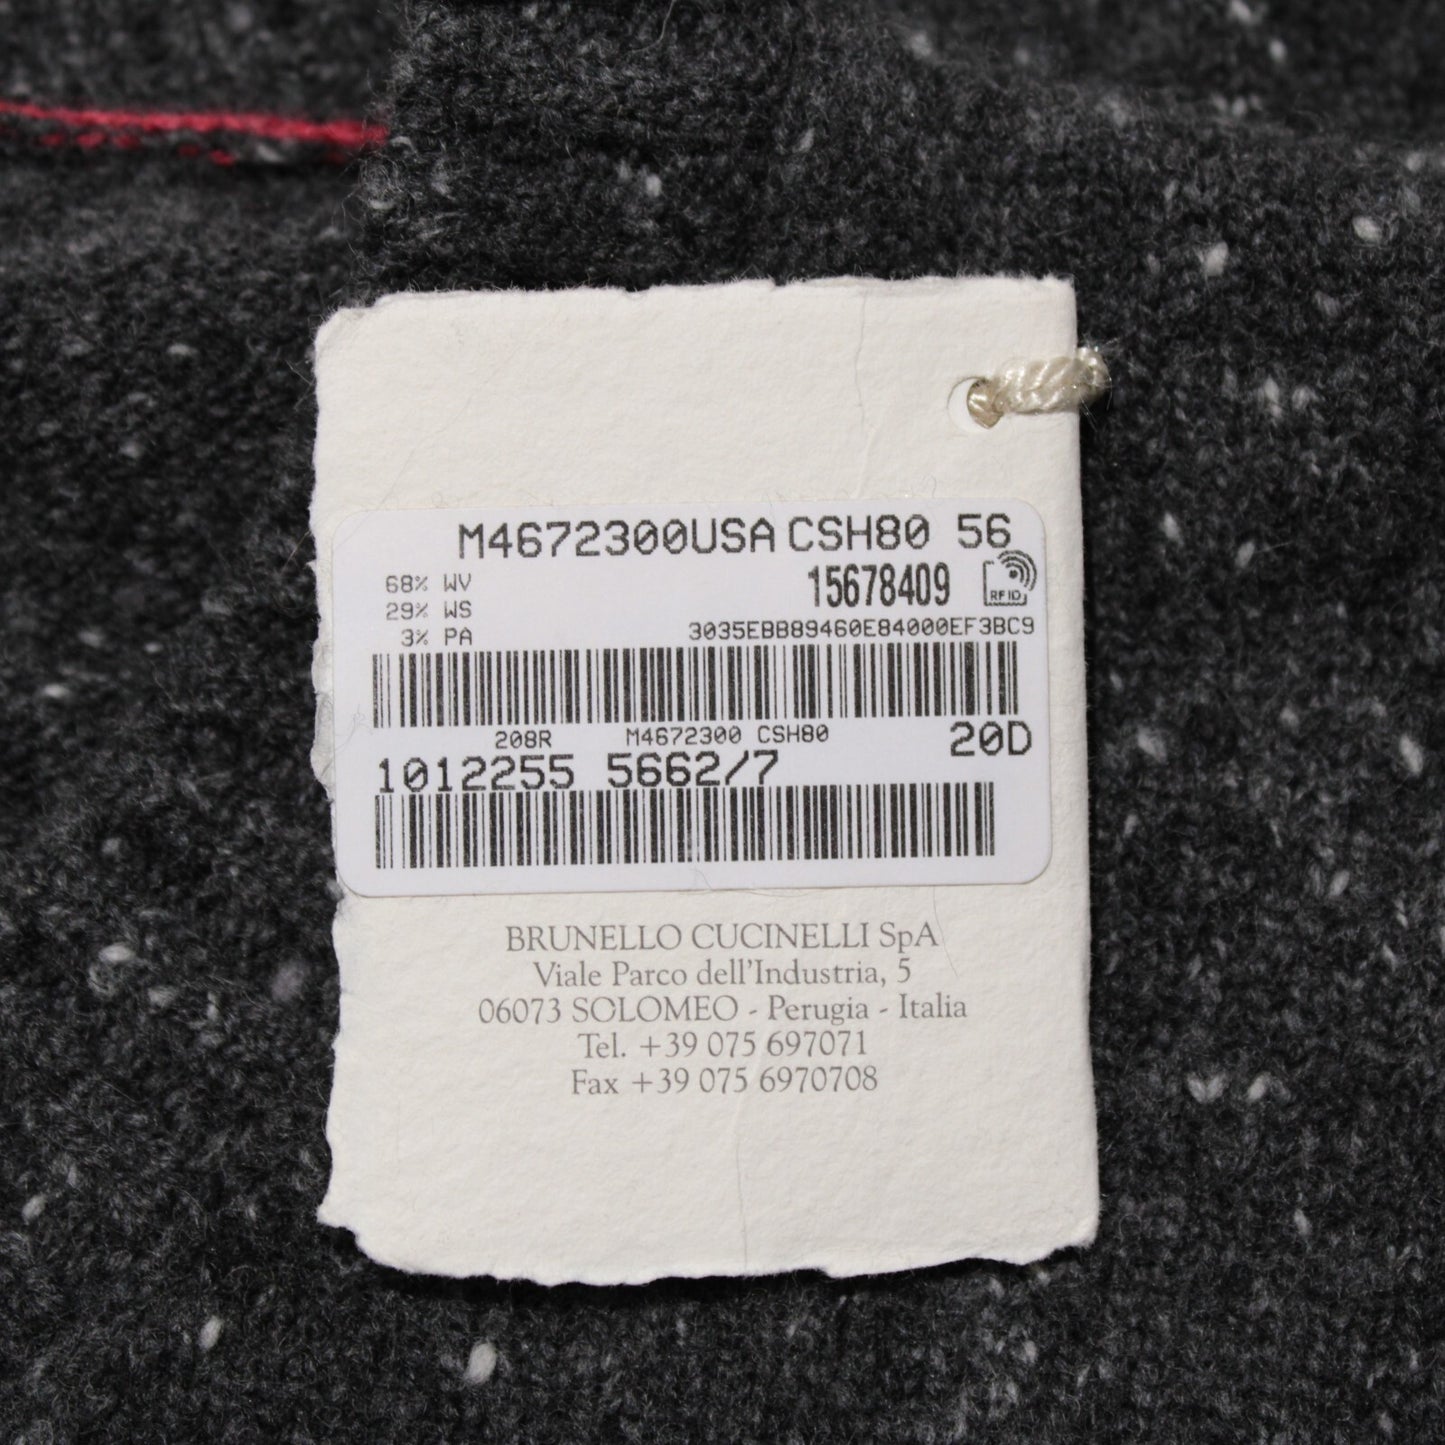 M4672300USA CSH80 56
68% WV
15678409
RFID
29% WS
3% PA
3035EBB89460E84000EF3BC9
208R M4672300 CSH80 20D
1012255 5662/7
BRUNELLO CUCINELLI SpA
Viale Parco dell'Industria, 5
06073 SOLOMEO - Perugia - Italia
Tel. +39 075 697071
Fax +39 075 6970708